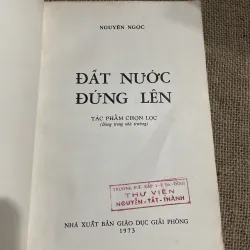 NGUYÊN NGỌC
ĐẤT NƯỚC
ĐỨNG LÊN
TÁC PHẨM CHỌN LỌC
(Dùng trong nhà trường)
THƯ VIỆN
NGUYỄN-TẤT-THÀNH
NHÀ XUẤT BẢN GIÁO DỤC GIẢI PHÓNG
1973